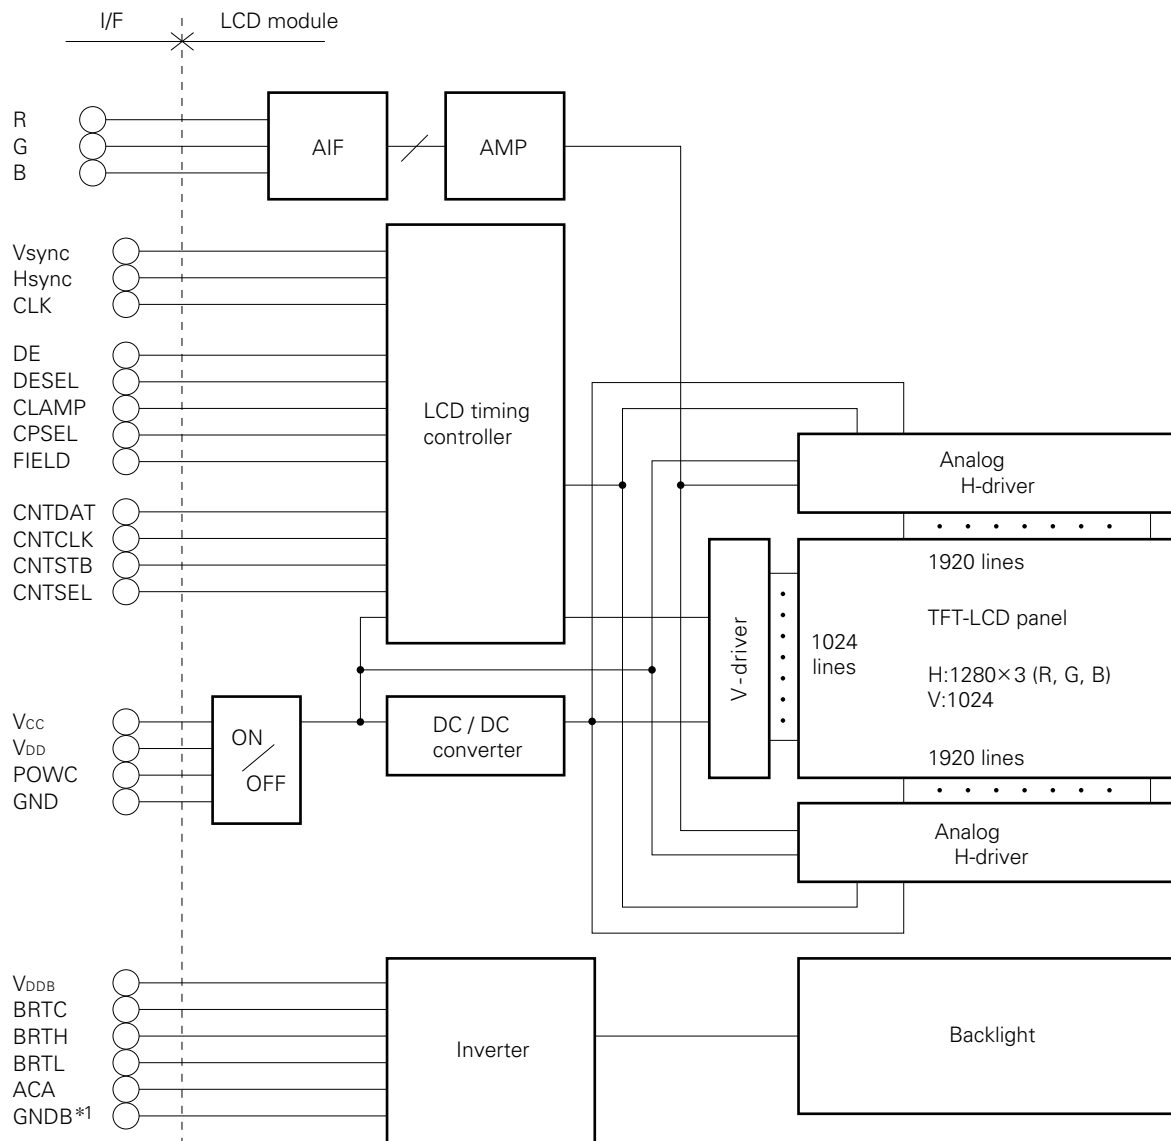 I/F LCD module
R
G
B
AIF
AMP
Vsync
Hsync
CLK
DE
DESEL
CLAMP
CPSEL
FIELD
CNTDAT
CNTCLK
CNTSTB
CNTSEL
LCD timing
controller
Analog
H-driver
1920 lines
TFT-LCD panel
1024
lines
H:1280×3 (R, G, B)
V:1024
1920 lines
V-driver
VCC
VDD
POWC
GND
ON
OFF
DC / DC
converter
Analog
H-driver
VDDB
BRTC
BRTH
BRTL
ACA
GNDB*1
Inverter
Backlight